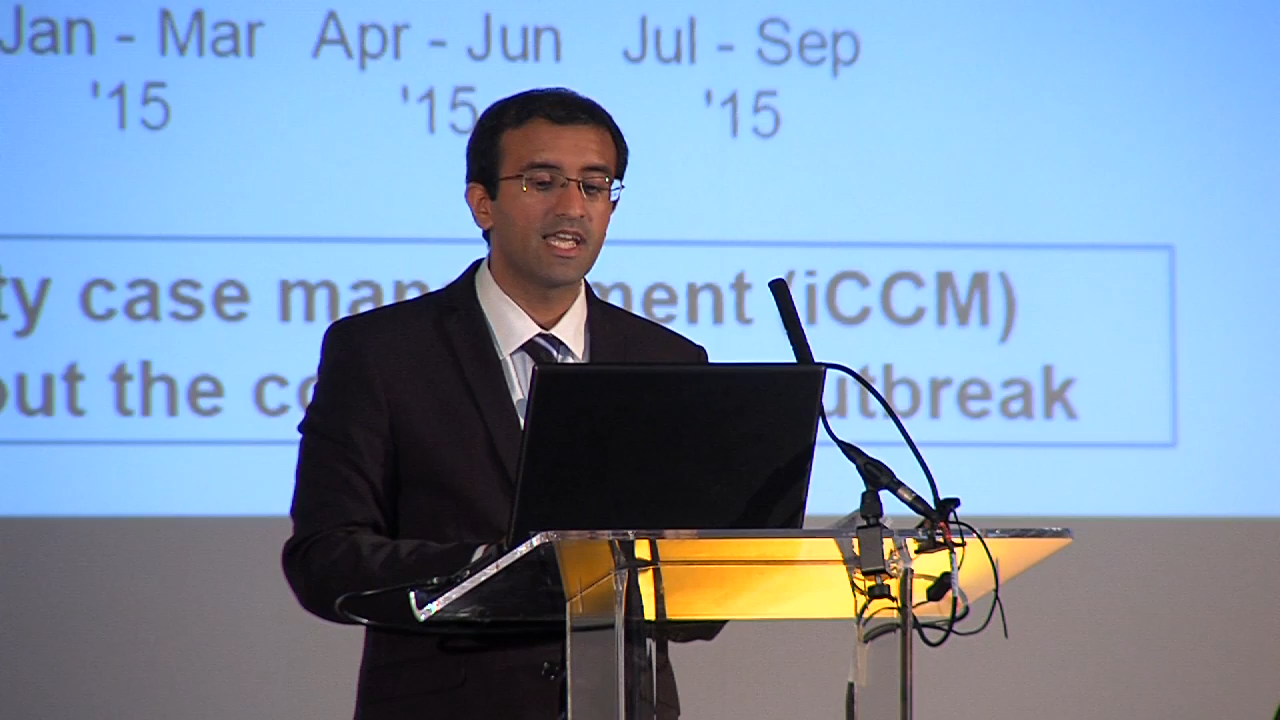 Jan - Mar Apr - Jun Jul - Sep
'15 '15 '15
ty case man ment (iCCM)
out the co utbreak